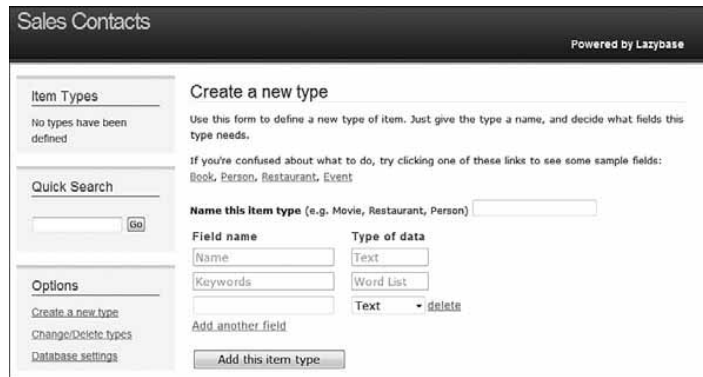 Sales Contacts
Powered by Lazybase
Item Types
No types have been
defined
Quick Search
Go
Options
Create a new type
Change/Delete types
Database settings
Create a new type
Use this form to define a new type of item. Just give the type a name, and decide what fields this
type needs.
If you're confused about what to do, try clicking one of these links to see some sample fields:
Book, Person, Restaurant, Event
Name this item type (e.g. Movie, Restaurant, Person)
Field name Type of data
Name Text
Keywords Word List
Text delete
Add another field
Add this item type